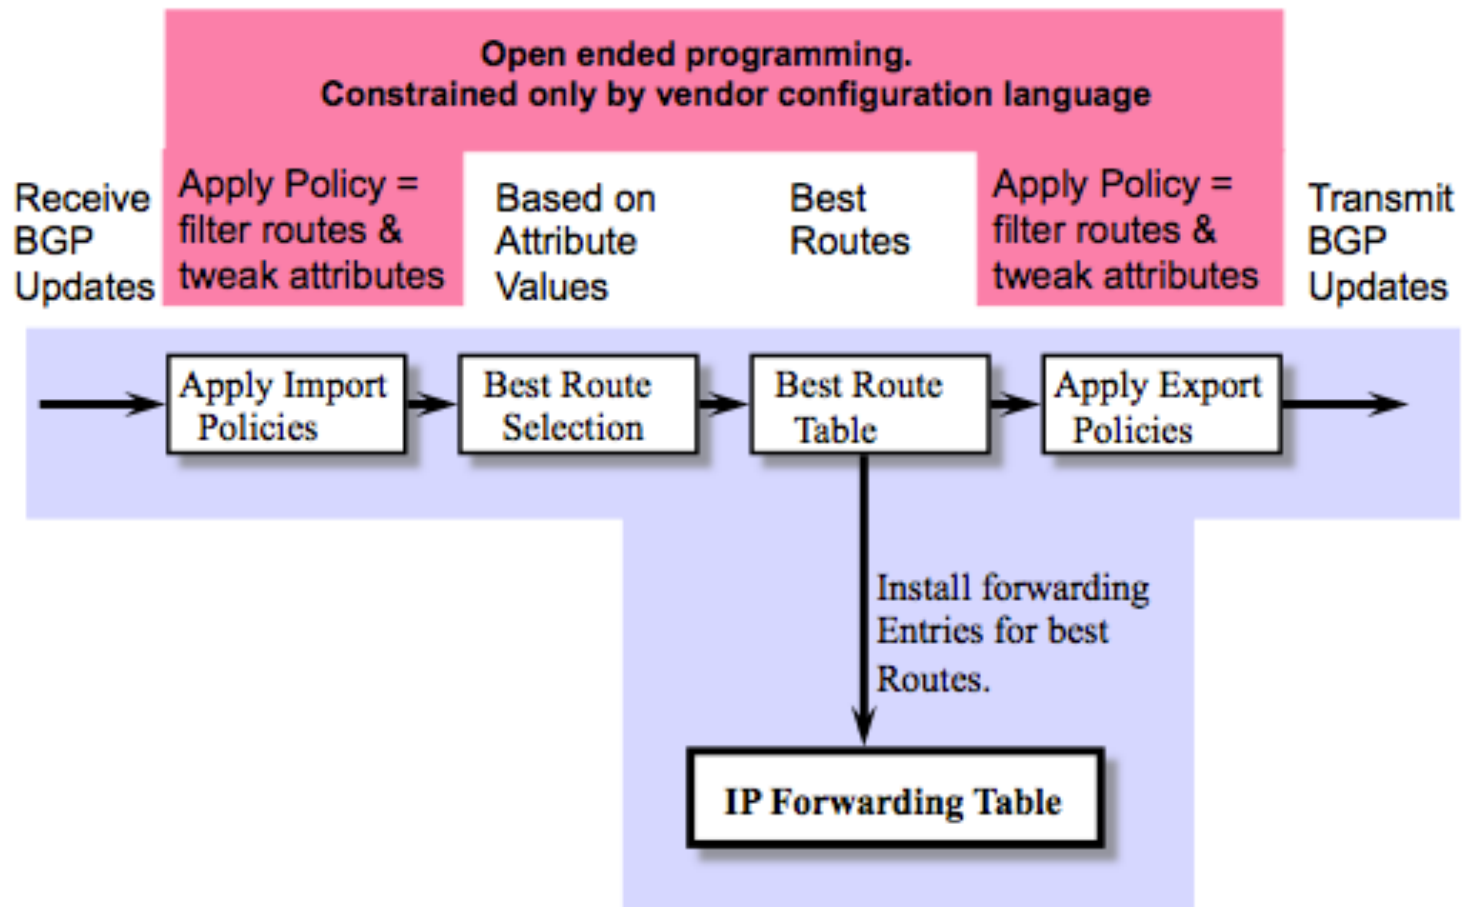 Open ended programming.
Constrained only by vendor configuration language
Receive
BGP
Updates
Apply Policy =
filter routes &
tweak attributes
Based on
Attribute
Values
Best
Routes
Apply Policy =
filter routes &
tweak attributes
Transmit
BGP
Updates
Apply Import
Policies
Best Route
Selection
Best Route
Table
Apply Export
Policies
Install forwarding
Entries for best
Routes.
IP Forwarding Table